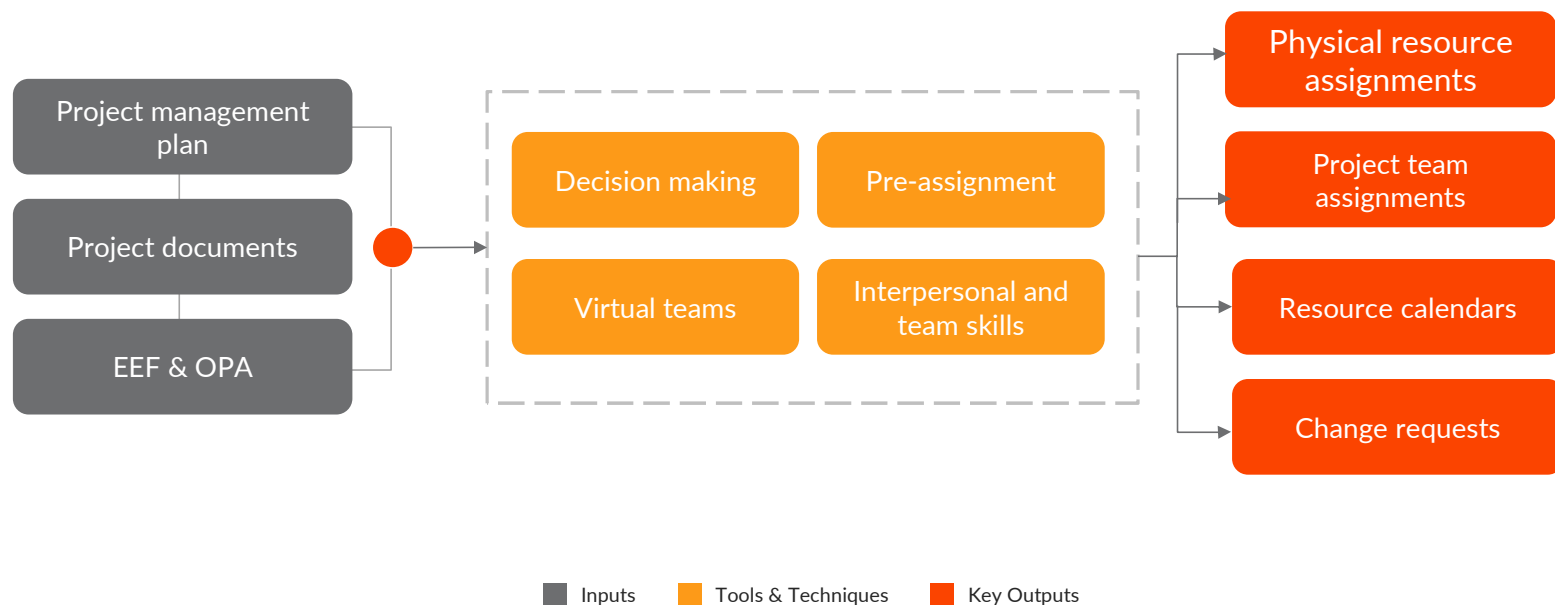 Project management
plan
Project documents
EEF & OPA
Decision making
Pre-assignment
Virtual teams
Interpersonal and
team skills
Physical resource
assignments
Project team
assignments
Resource calendars
Change requests
Inputs
Tools & Techniques
Key Outputs